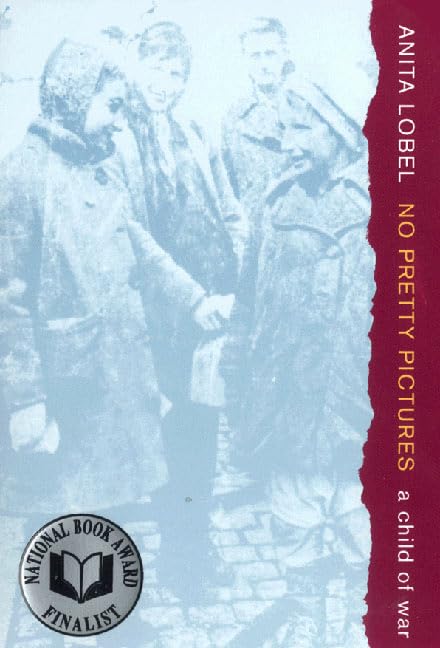 ANITA LOBEL NO PRETTY PICTURES a child of war
NATIONAL BOOK AWARD
FINALIST